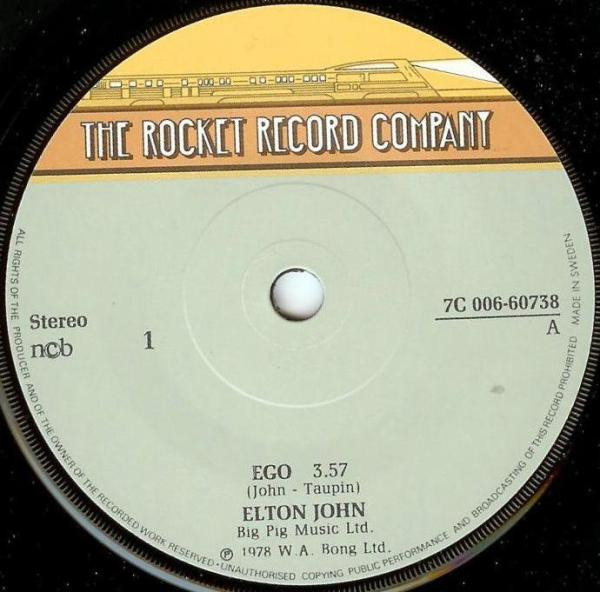 THE ROCKET RECORD COMPANY
Stereo
ncb
1
7C 006-60738
A
EGO 3.57
(John - Taupin)
ELTON JOHN
Big Pig Music Ltd.
℗ 1978 W.A. Bong Ltd.
ALL RIGHTS OF THE PRODUCER AND OF THE OWNER OF THE RECORDED WORK RESERVED • UNAUTHORISED COPYING PUBLIC PERFORMANCE AND BROADCASTING OF THIS RECORD PROHIBITED MADE IN SWEDEN